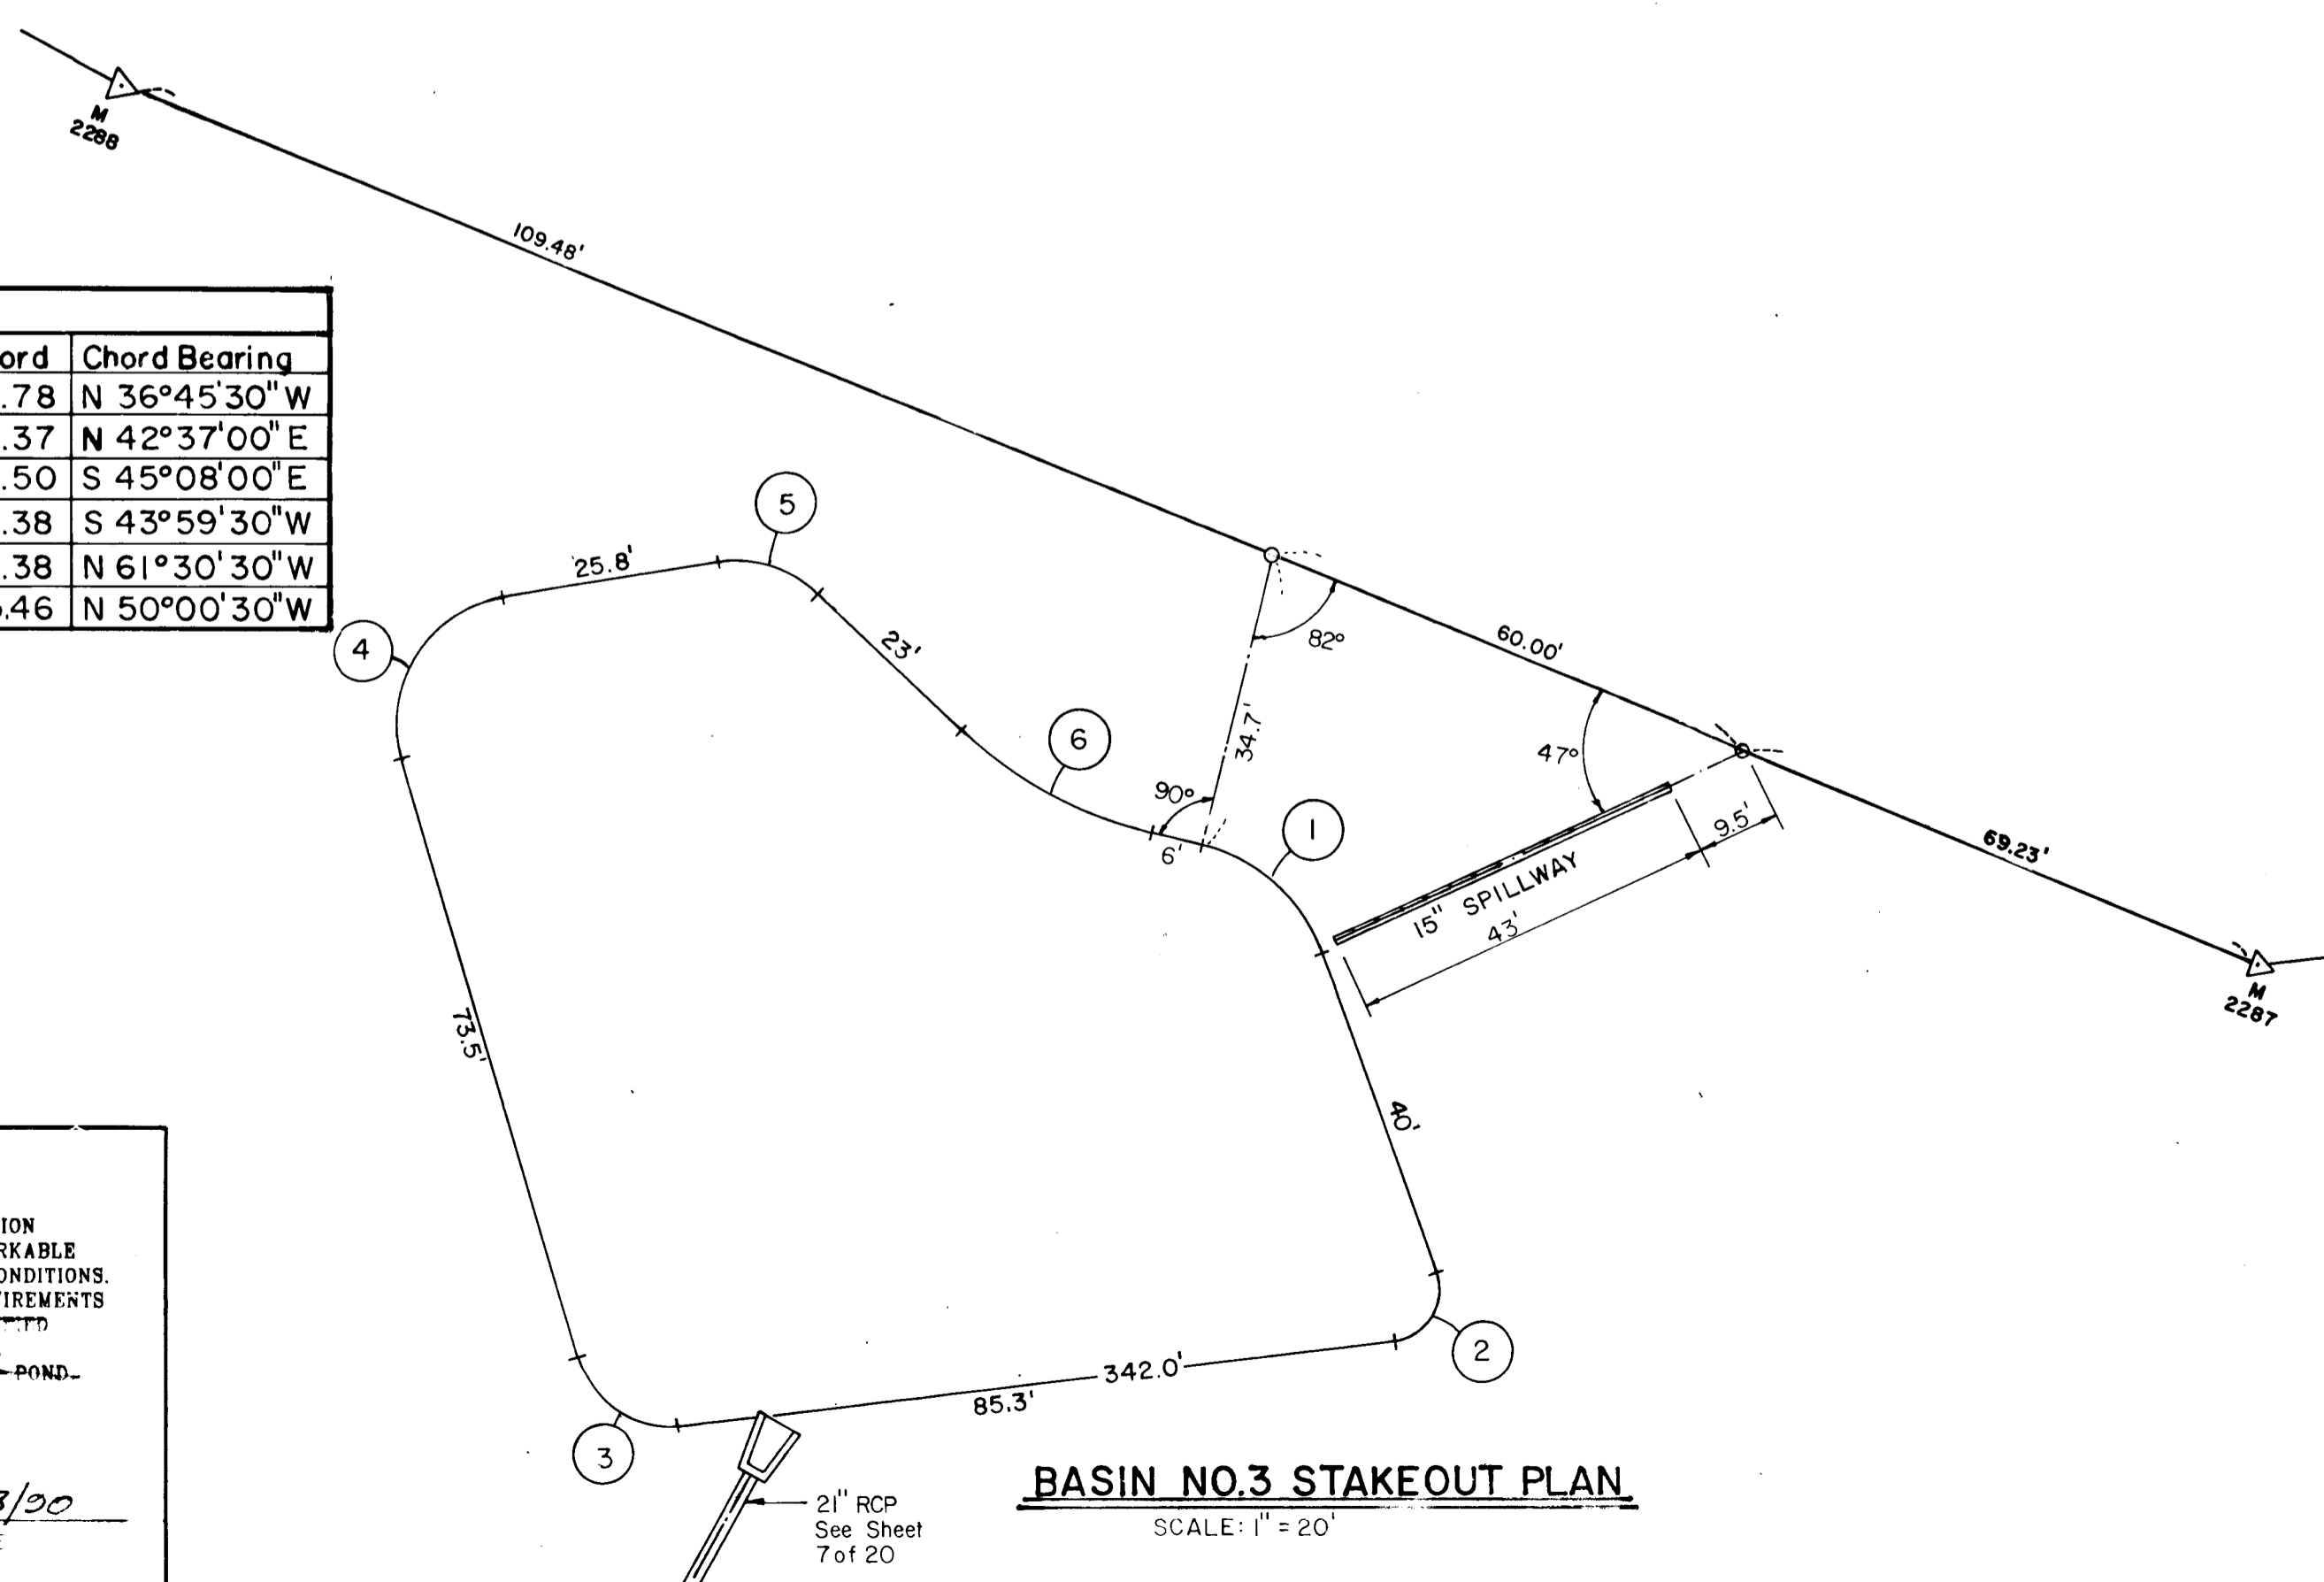 M
2288
109.48'
ord Chord Bearing
.78 N 36°45'30" W
.37 N 42°37'00" E
.50 S 45°08'00" E
.38 S 43°59'30" W
.38 N 61°30'30" W
.46 N 50°00'30" W
5
25.8'
4
23'
6
82°
60.00'
34.7'
47°
90°
1
6'
9.5'
15" SPILLWAY
43'
69.23'
M
2287
73.5'
40'
2
342.0'
85.3'
3
ION
RKABLE
ONDITIONS.
IREMENTS
POND
/90
21" RCP
See Sheet
7 of 20
BASIN NO.3 STAKEOUT PLAN
SCALE: 1" = 20'